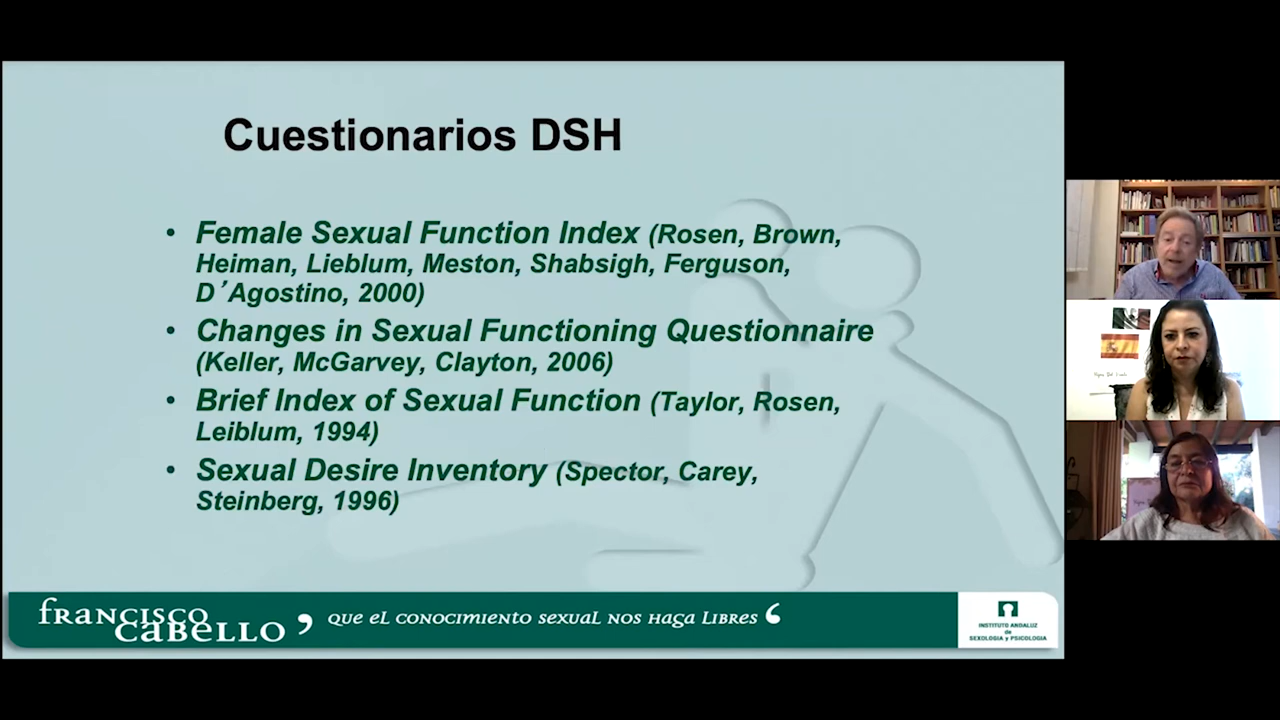 Cuestionarios DSH
• Female Sexual Function Index (Rosen, Brown,
Heiman, Lieblum, Meston, Shabsigh, Ferguson,
D´Agostino, 2000)
• Changes in Sexual Functioning Questionnaire
(Keller, McGarvey, Clayton, 2006)
• Brief Index of Sexual Function (Taylor, Rosen,
Leiblum, 1994)
• Sexual Desire Inventory (Spector, Carey,
Steinberg, 1996)
francisco
cabello
, que el conocimiento sexual nos haga libres ‘
INSTITUTO ANDALUZ
de
SEXOLOGIA y PSICOLOGIA